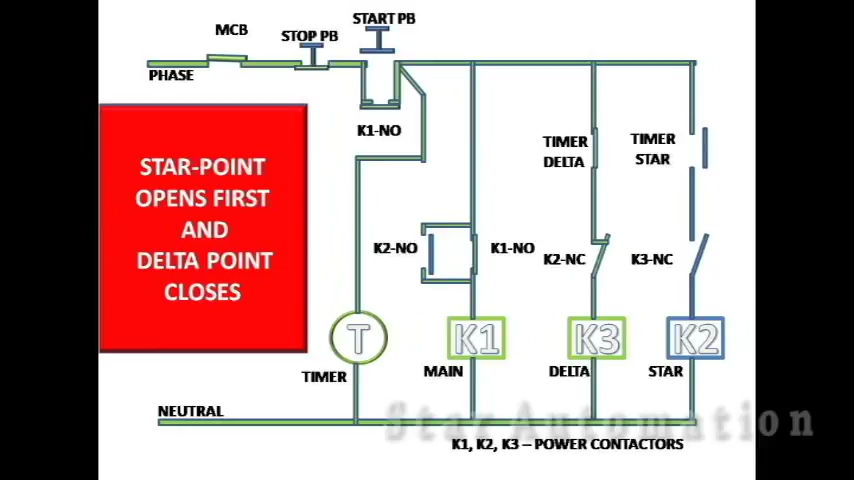 START PB
MCB
STOP PB
PHASE
K1-NO
STAR-POINT
OPENS FIRST
AND
DELTA POINT
CLOSES
TIMER
DELTA
TIMER
STAR
K2-NO
K1-NO
K2-NC
K3-NC
T
K1
K3
K2
TIMER
MAIN
DELTA
STAR
NEUTRAL
Star Automation
K1, K2, K3 – POWER CONTACTORS